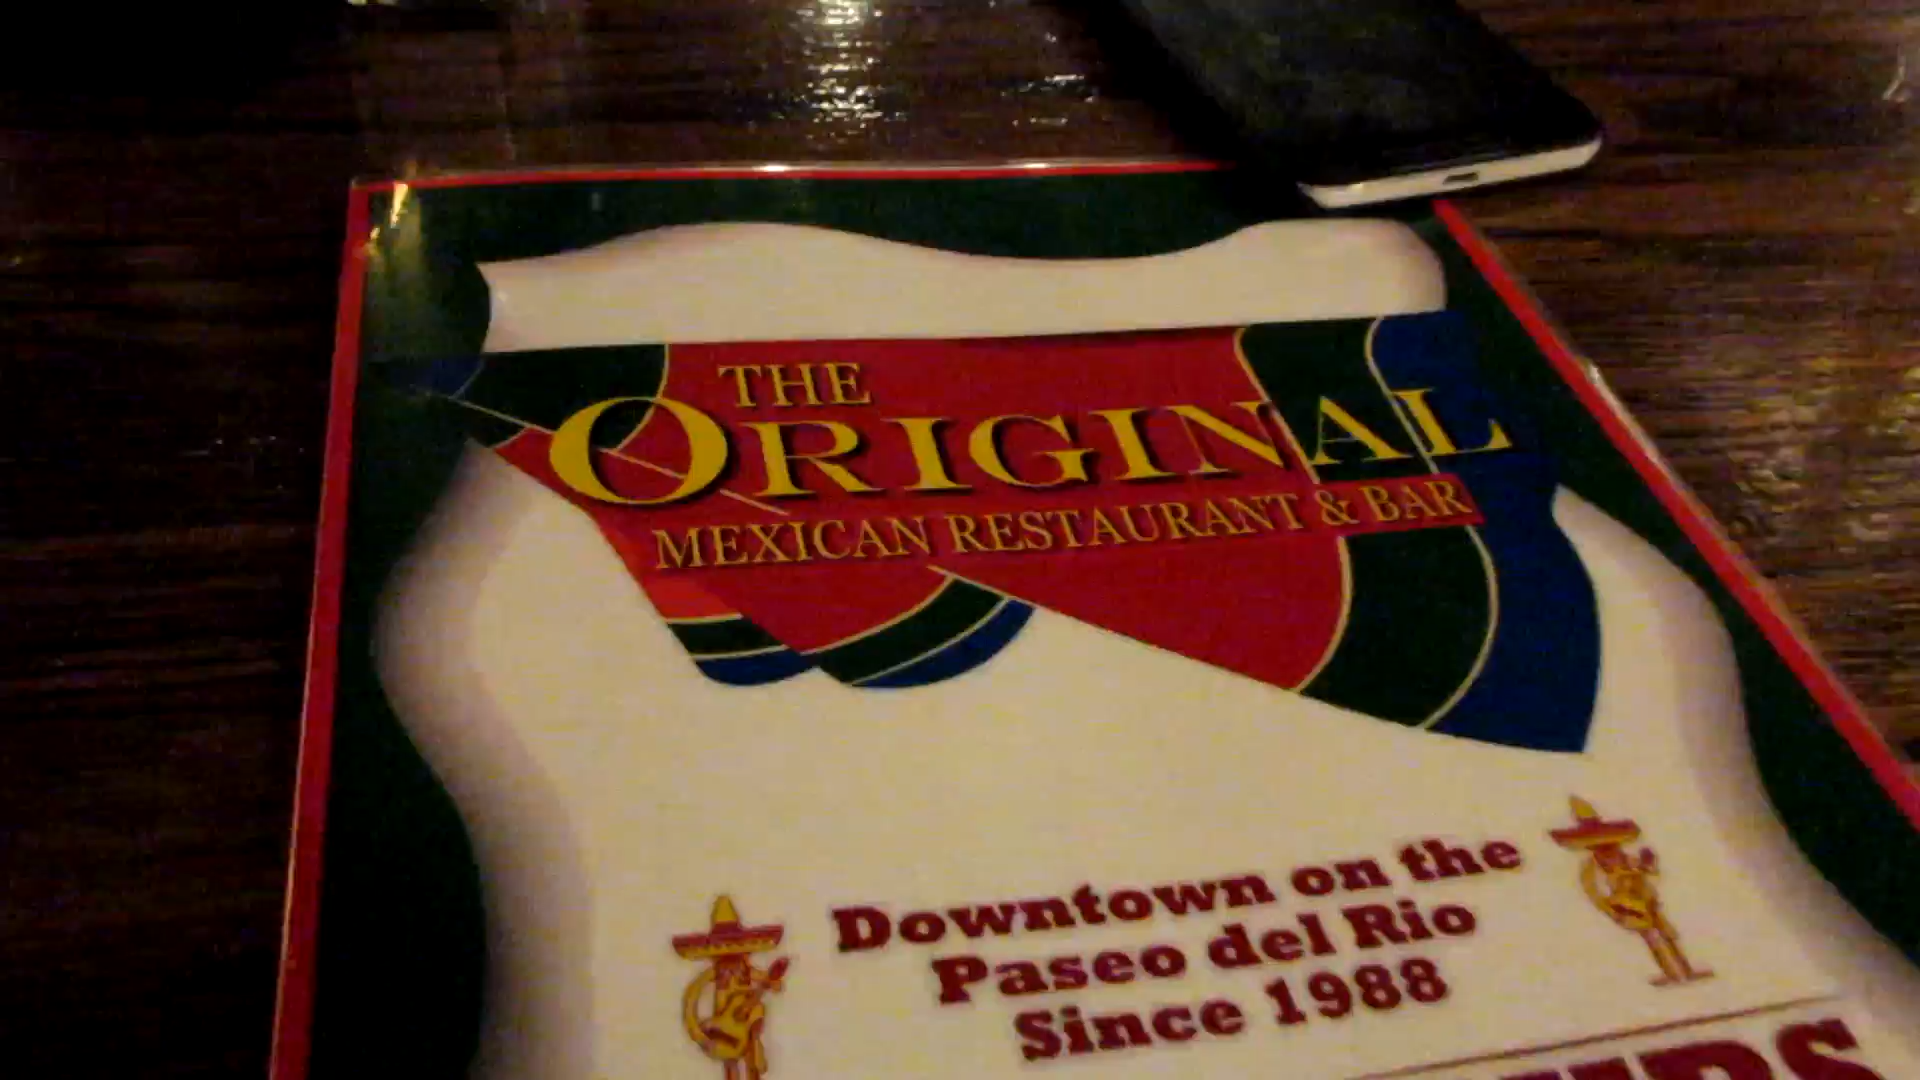 THE
ORIGINAL
MEXICAN RESTAURANT & BAR
Downtown on the
Paseo del Rio
Since 1988